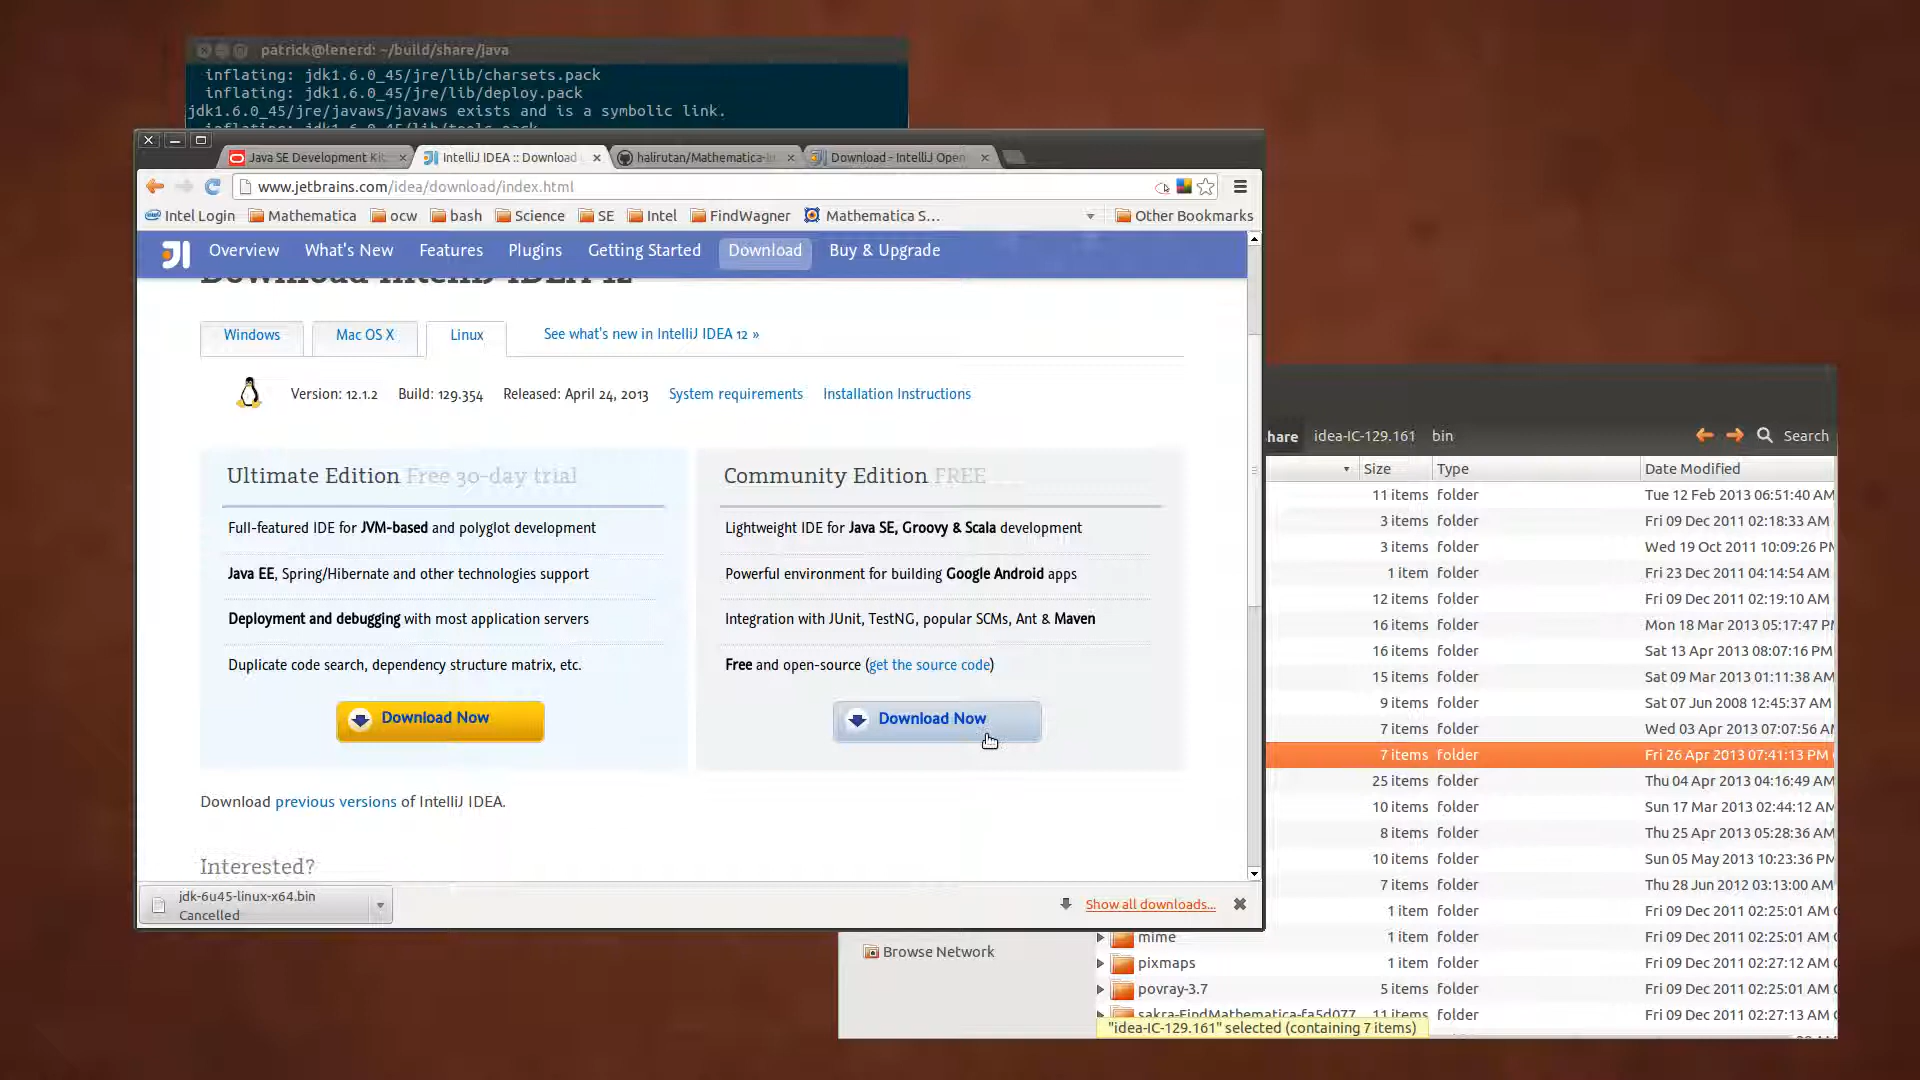 patrick@lenerd: ~/build/share/java
inflating: jdk1.6.0_45/jre/lib/charsets.pack
inflating: jdk1.6.0_45/jre/lib/deploy.pack
jdk1.6.0_45/jre/javaws/javaws exists and is a symbolic link.
inflating: jdk1.6.0_45/lib/tools.pack
Java SE Development Kit
IntelliJ IDEA :: Download
halirutan/Mathematica-
Download - IntelliJ Open
www.jetbrains.com/idea/download/index.html
Intel Login
Mathematica
ocw
bash
Science
SE
Intel
FindWagner
Mathematica S...
Other Bookmarks
Overview
What's New
Features
Plugins
Getting Started
Download
Buy & Upgrade
Download IntelliJ IDEA 12
Windows
Mac OS X
Linux
See what's new in IntelliJ IDEA 12 »
Version: 12.1.2 Build: 129.354 Released: April 24, 2013 System requirements Installation Instructions
Ultimate Edition Free 30-day trial
Full-featured IDE for JVM-based and polyglot development
Java EE, Spring/Hibernate and other technologies support
Deployment and debugging with most application servers
Duplicate code search, dependency structure matrix, etc.
Download Now
Community Edition FREE
Lightweight IDE for Java SE, Groovy & Scala development
Powerful environment for building Google Android apps
Integration with JUnit, TestNG, popular SCMs, Ant & Maven
Free and open-source (get the source code)
Download Now
Download previous versions of IntelliJ IDEA.
Interested?
jdk-6u45-linux-x64.bin
Cancelled
Show all downloads...
hare idea-IC-129.161 bin
Search
Size Type Date Modified
11 items folder Tue 12 Feb 2013 06:51:40 AM
3 items folder Fri 09 Dec 2011 02:18:33 AM
3 items folder Wed 19 Oct 2011 10:09:26 PM
1 item folder Fri 23 Dec 2011 04:14:54 AM
12 items folder Fri 09 Dec 2011 02:19:10 AM
16 items folder Mon 18 Mar 2013 05:17:47 P
16 items folder Sat 13 Apr 2013 08:07:16 PM
15 items folder Sat 09 Mar 2013 01:11:38 AM
9 items folder Sat 07 Jun 2008 12:45:37 AM
7 items folder Wed 03 Apr 2013 07:07:56 A
7 items folder Fri 26 Apr 2013 07:41:13 PM
25 items folder Thu 04 Apr 2013 04:16:49 AM
10 items folder Sun 17 Mar 2013 02:44:12 AM
8 items folder Thu 25 Apr 2013 05:28:36 AM
10 items folder Sun 05 May 2013 10:23:36 PM
7 items folder Thu 28 Jun 2012 03:13:00 AM
1 item folder Fri 09 Dec 2011 02:25:01 AM
mime 1 item folder Fri 09 Dec 2011 02:25:01 AM
pixmaps 1 item folder Fri 09 Dec 2011 02:27:12 AM
povray-3.7 5 items folder Fri 09 Dec 2011 02:25:01 AM
sakra-FindMathematica-fa5d077 11 items folder Fri 09 Dec 2011 02:27:13 AM
Browse Network
"idea-IC-129.161" selected (containing 7 items)